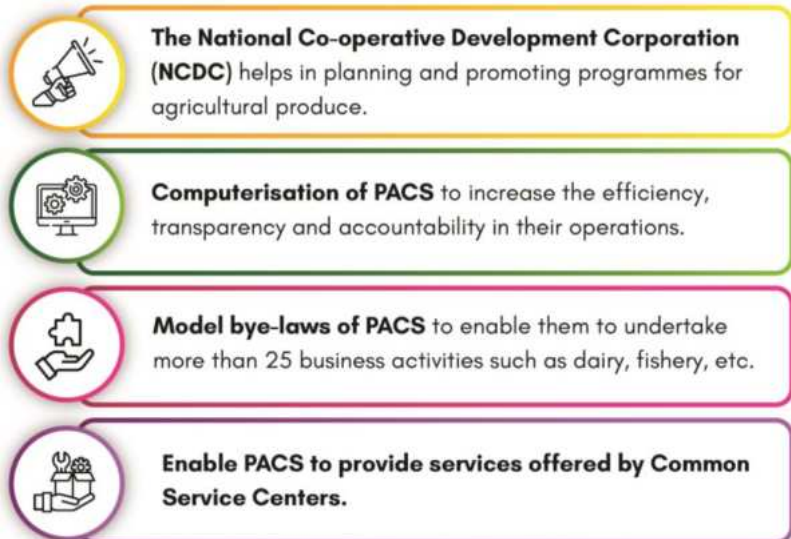 The National Co-operative Development Corporation
(NCDC) helps in planning and promoting programmes for
agricultural produce.
Computerisation of PACS to increase the efficiency,
transparency and accountability in their operations.
Model bye-laws of PACS to enable them to undertake
more than 25 business activities such as dairy, fishery, etc.
Enable PACS to provide services offered by Common
Service Centers.